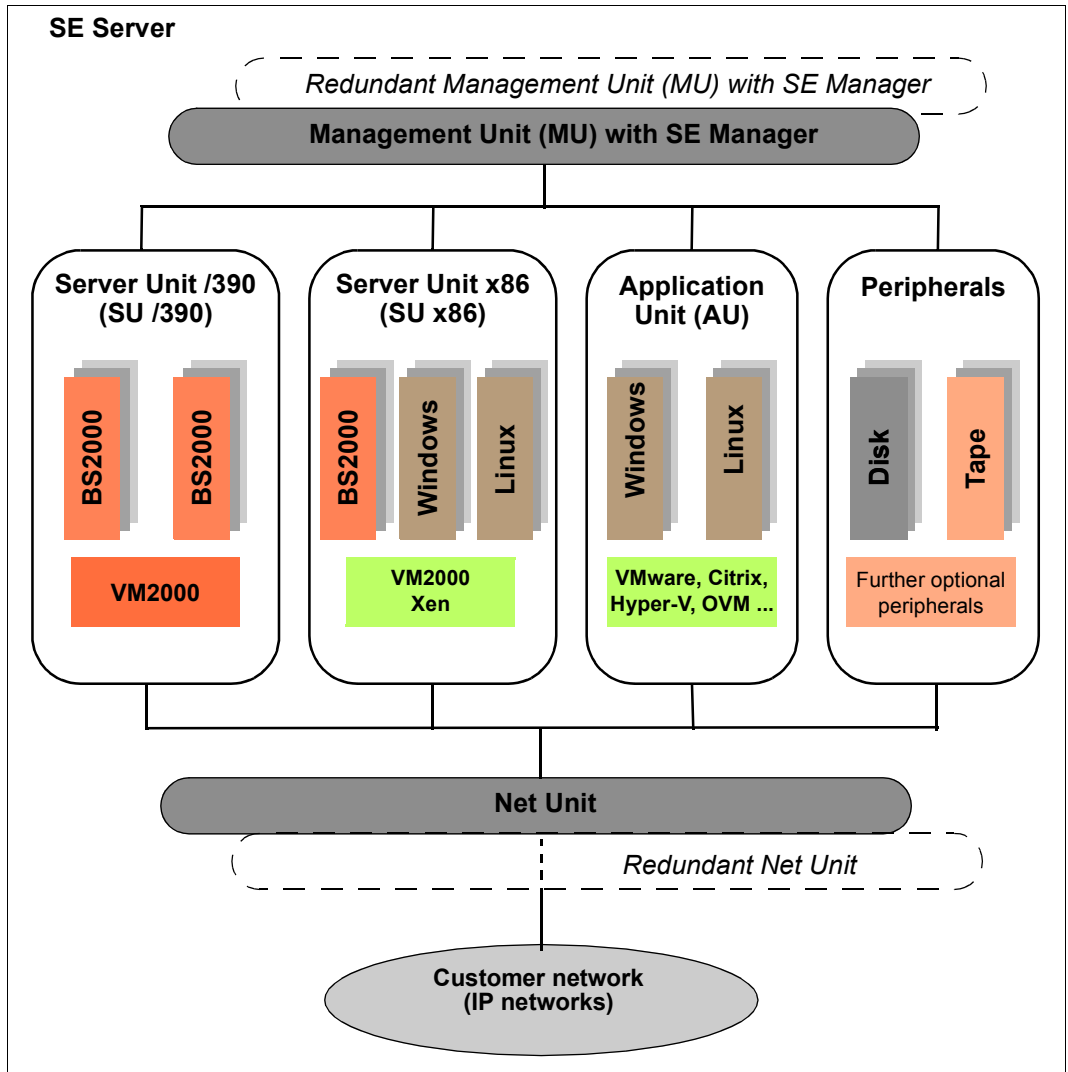 SE Server
Redundant Management Unit (MU) with SE Manager
Management Unit (MU) with SE Manager
Server Unit /390
(SU /390)
BS2000
BS2000
VM2000
Server Unit x86
(SU x86)
BS2000
Windows
Linux
VM2000
Xen
Application
Unit (AU)
Windows
Linux
VMware, Citrix,
Hyper-V, OVM ...
Peripherals
Disk
Tape
Further optional
peripherals
Net Unit
Redundant Net Unit
Customer network
(IP networks)